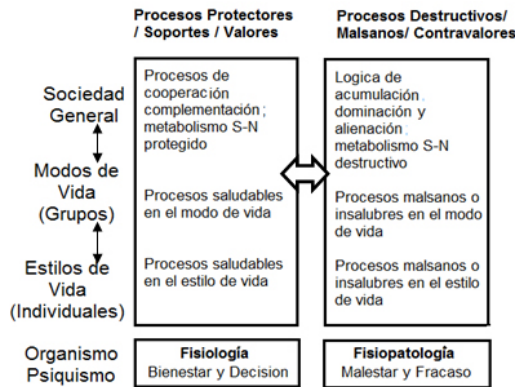 Procesos Protectores
/ Soportes / Valores
Procesos Destructivos/
Malsanos/ Contravalores
Sociedad
General
Procesos de
cooperación
complementación;
metabolismo S-N
protegido
Logica de
acumulación,
dominación y
alienación;
metabolismo S-N
destructivo
Modos de
Vida
(Grupos)
Procesos saludables
en el modo de vida
Procesos malsanos o
insalubres en el modo
de vida
Estilos de
Vida
(Individuales)
Procesos saludables
en el estilo de vida
Procesos malsanos o
insalubres en el estilo
de vida
Organismo
Psiquismo
Fisiología
Bienestar y Decision
Fisiopatología
Malestar y Fracaso